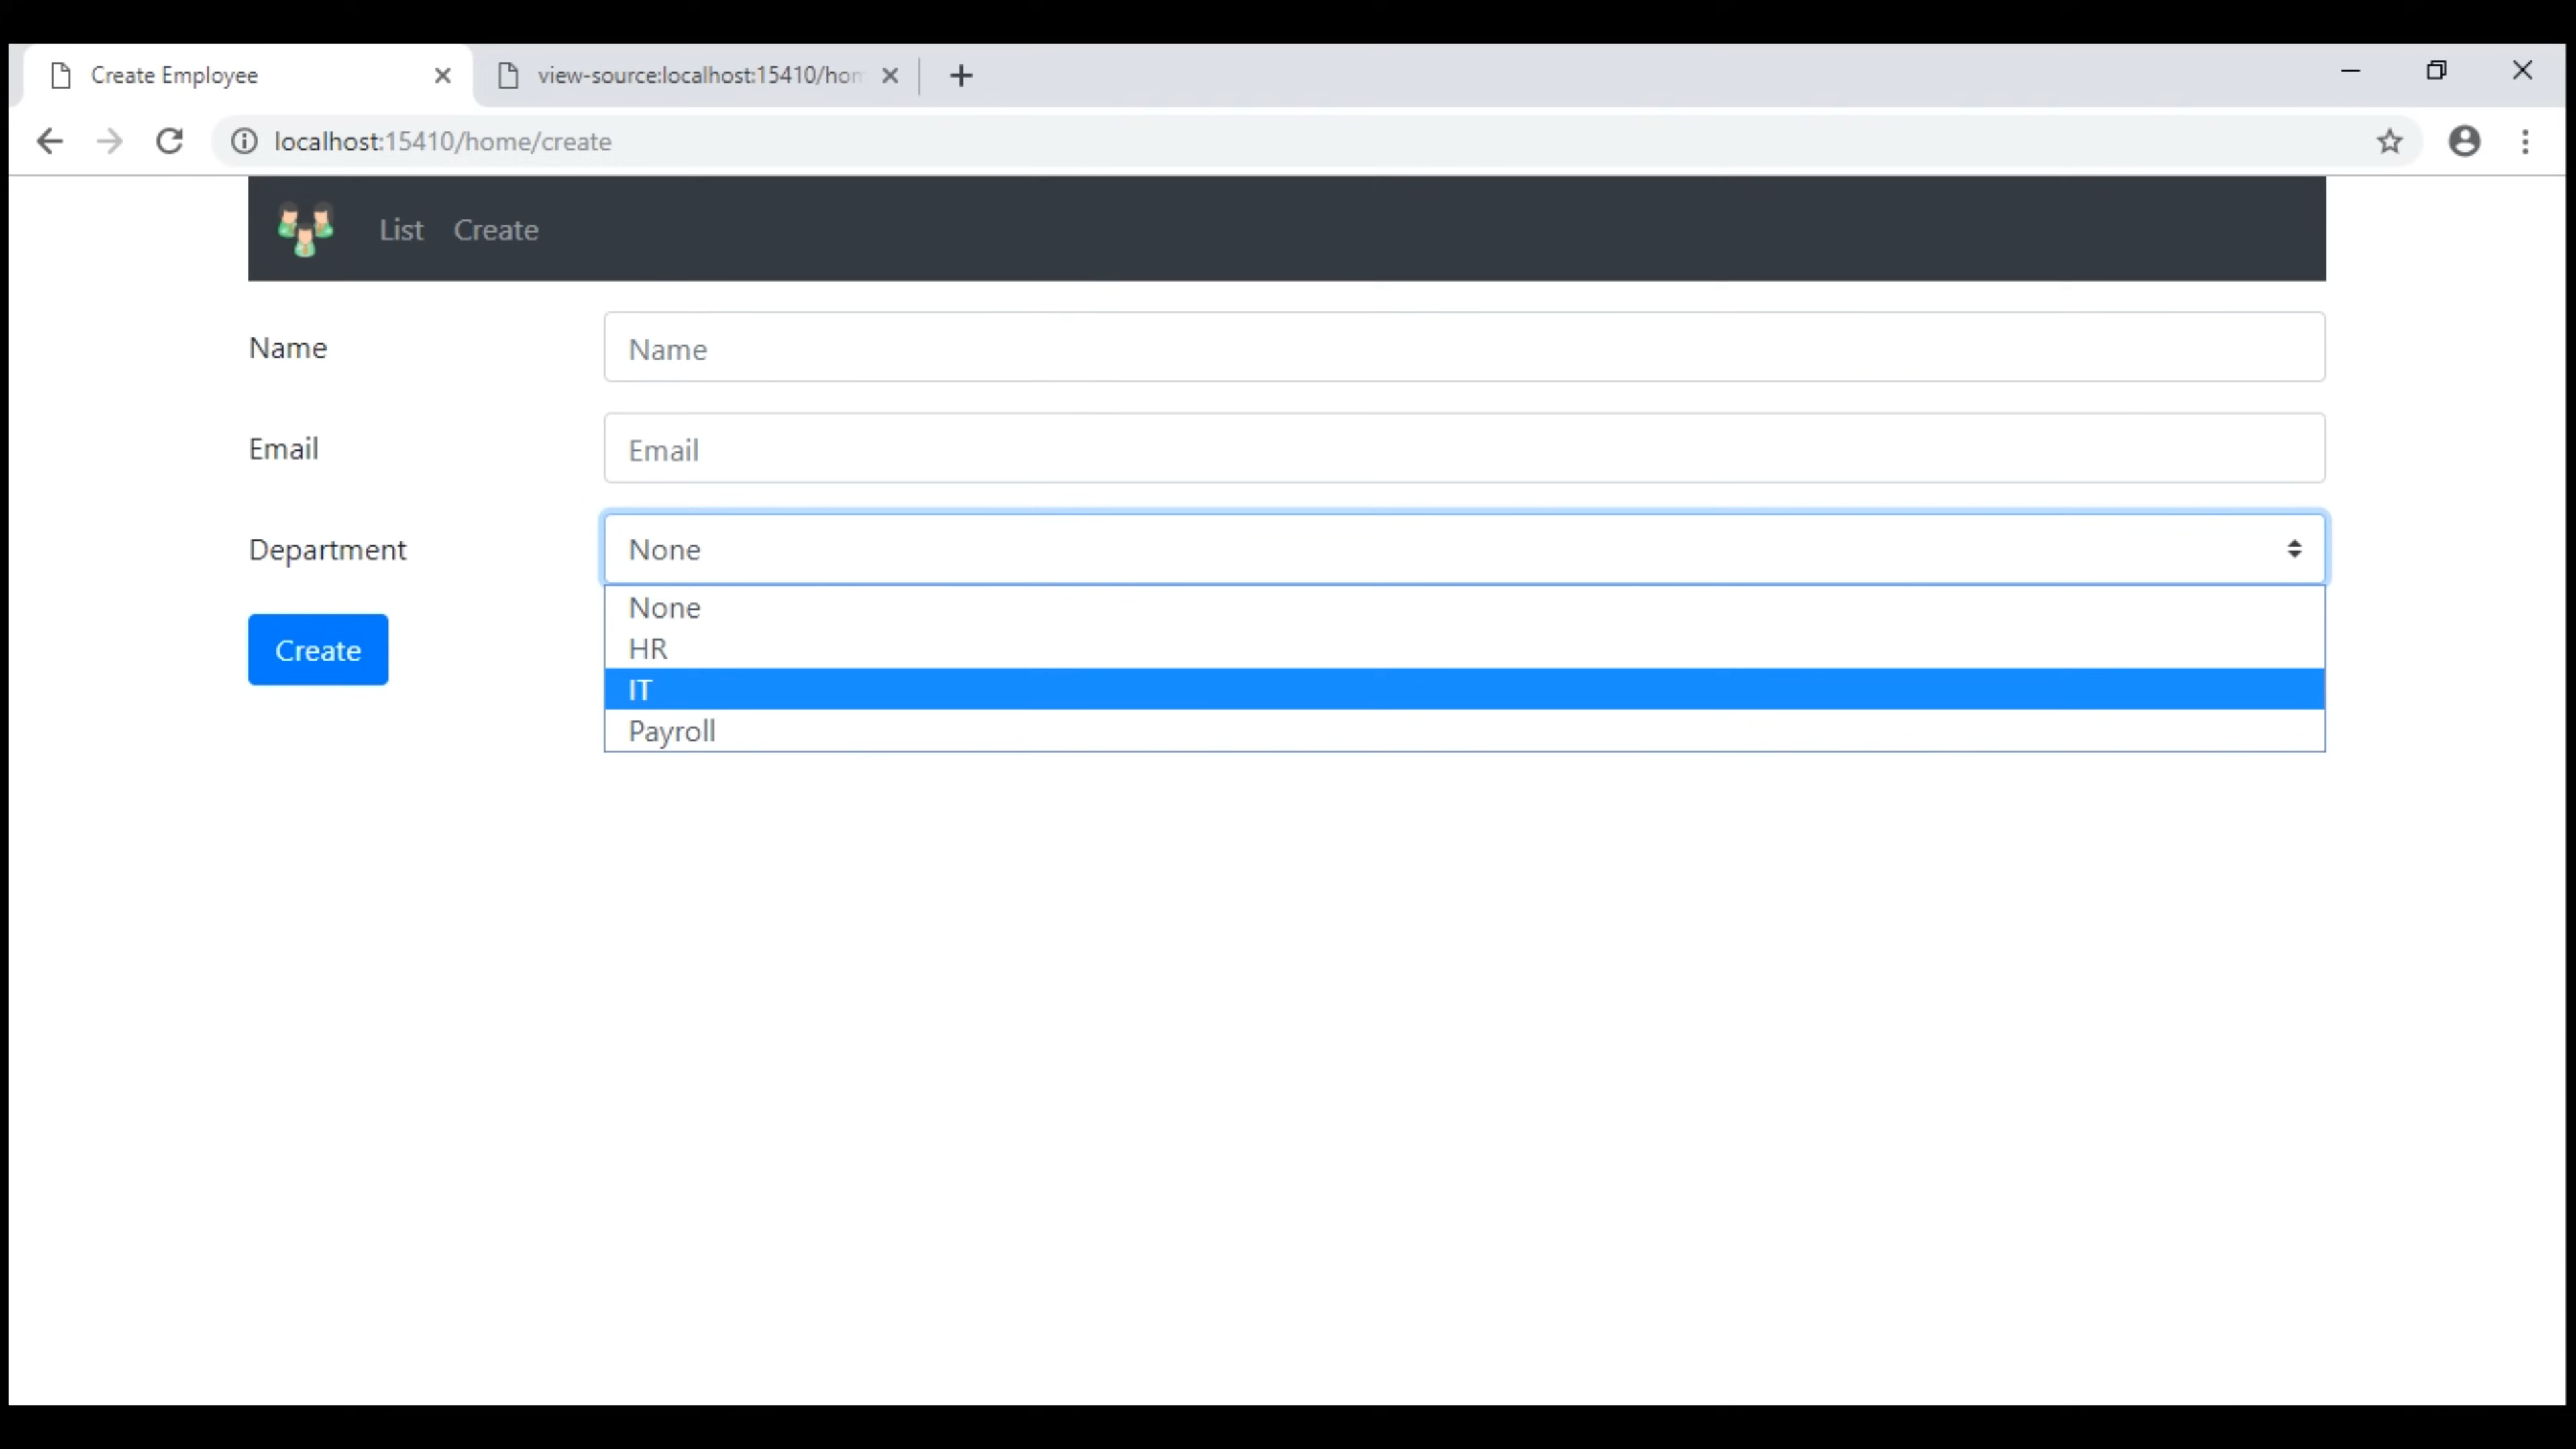 Create Employee
view-source:localhost:15410/hom
localhost:15410/home/create
List Create
Name Name
Email Email
Department None
None
HR
IT
Payroll
Create